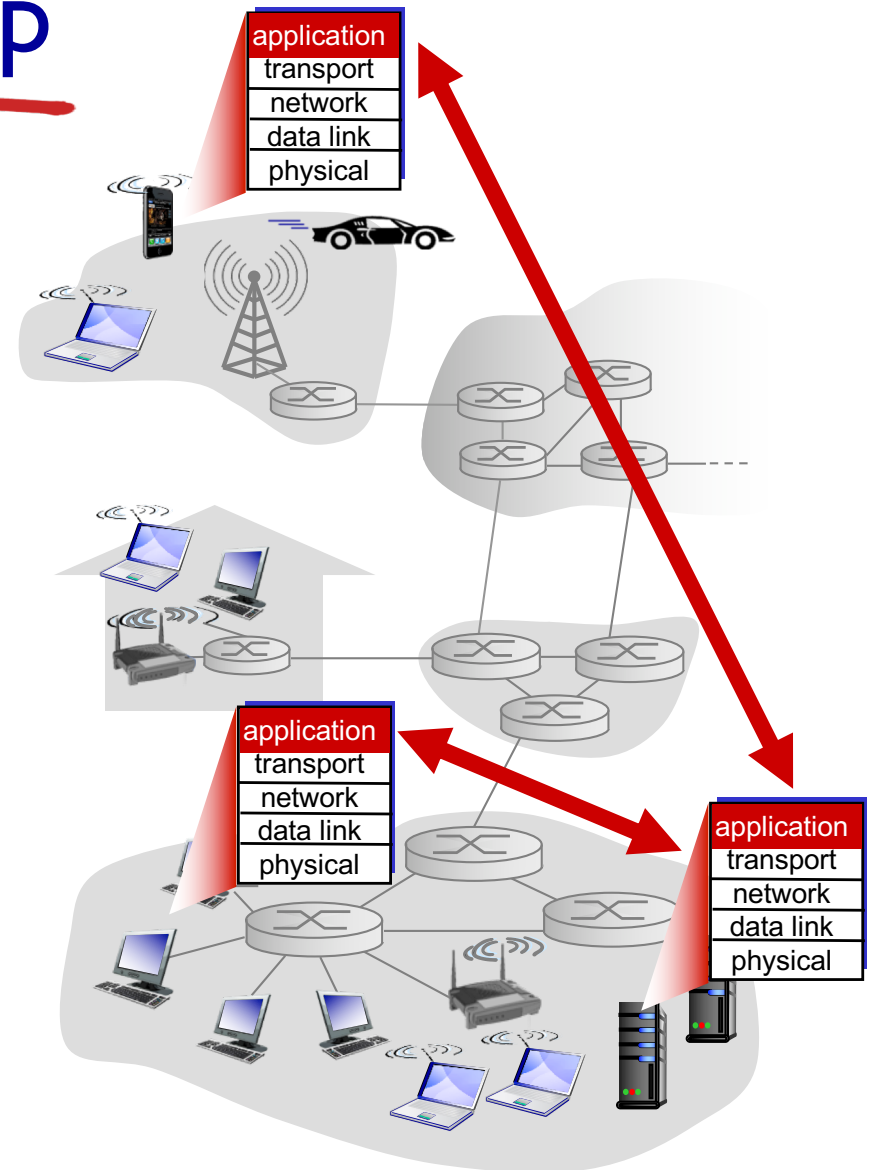 p
application
transport
network
data link
physical
application
transport
network
data link
physical
application
transport
network
data link
physical